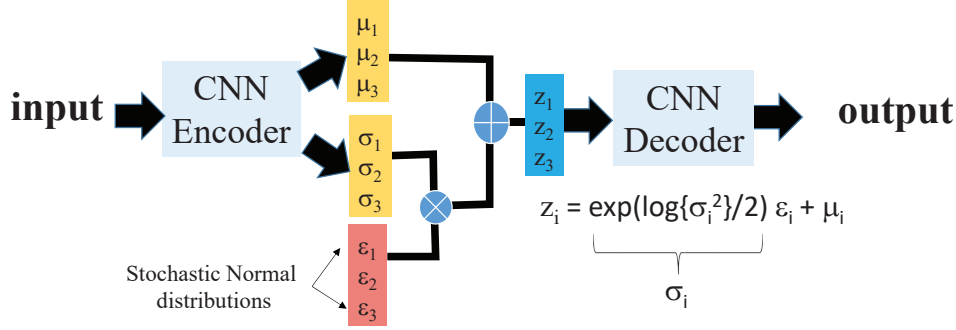 input
CNN
Encoder
μ₁
μ₂
μ₃
σ₁
σ₂
σ₃
ε₁
ε₂
ε₃
Stochastic Normal
distributions
z₁
z₂
z₃
CNN
Decoder
output
zᵢ = exp(log{σᵢ²}/2) εᵢ + μᵢ
σᵢ